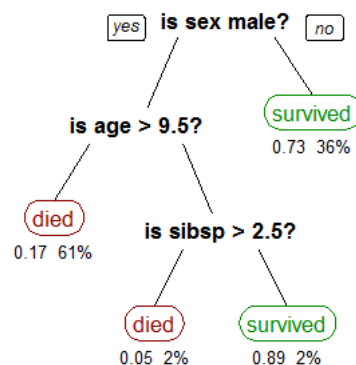 yes is sex male? no
is age > 9.5?
survived
0.73 36%
died
0.17 61%
is sibsp > 2.5?
died survived
0.05 2% 0.89 2%